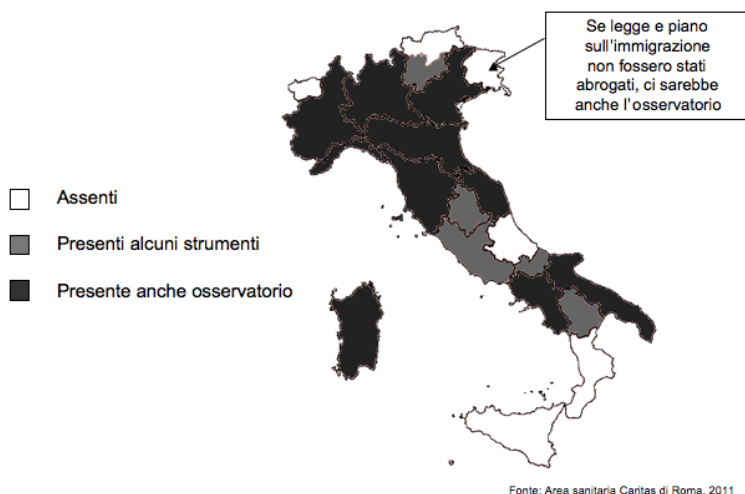 Se legge e piano
sull'immigrazione
non fossero stati
abrogati, ci sarebbe
anche l'osservatorio
Assenti
Presenti alcuni strumenti
Presente anche osservatorio
Fonte: Area sanitaria Caritas di Roma, 2011